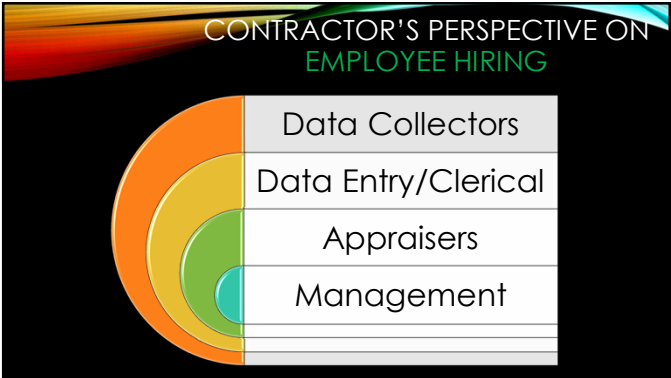 CONTRACTOR'S PERSPECTIVE ON
EMPLOYEE HIRING
Data Collectors
Data Entry/Clerical
Appraisers
Management